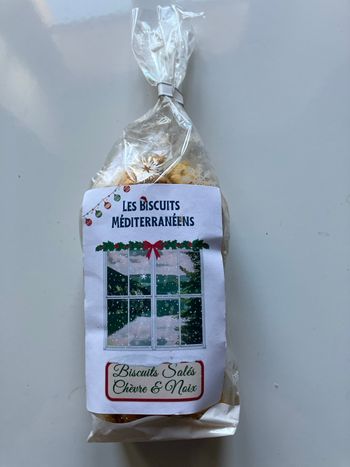 LES BISCUITS
MÉDITERRANÉENS
Biscuits Salés
Chèvre & Noix